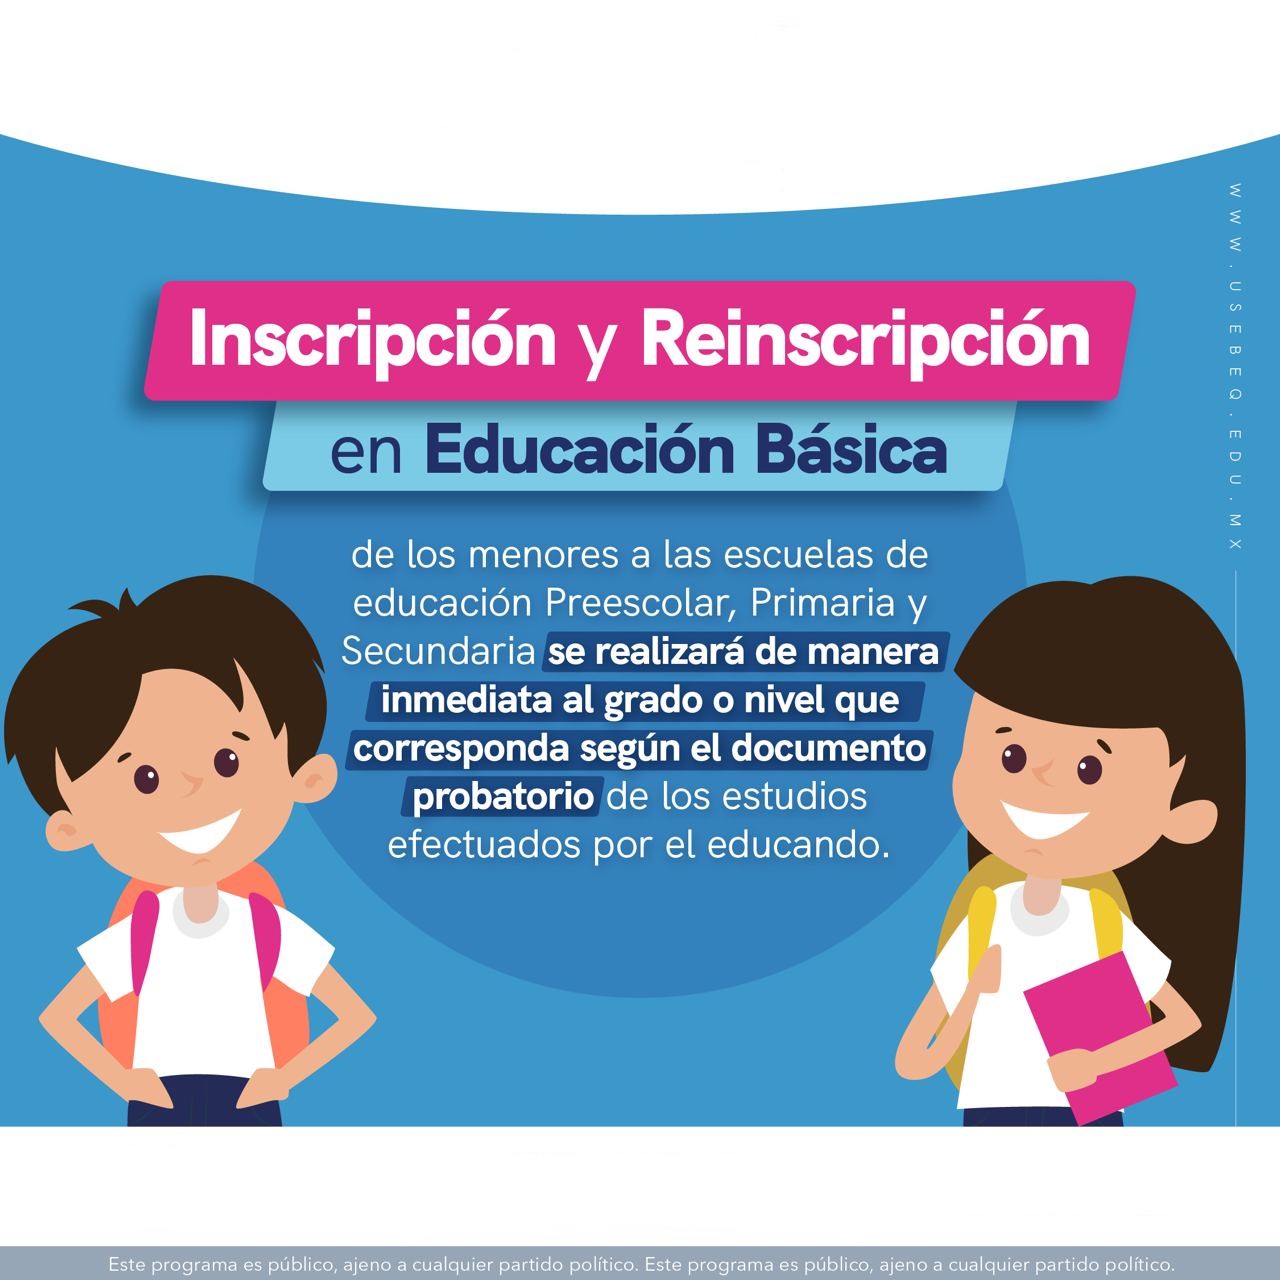 Inscripción y Reinscripción
en Educación Básica
de los menores a las escuelas de
educación Preescolar, Primaria y
Secundaria se realizará de manera
inmediata al grado o nivel que
corresponda según el documento
probatorio de los estudios
efectuados por el educando.
WWW.USEBEQ.EDU.MX
Este programa es público, ajeno a cualquier partido político. Este programa es público, ajeno a cualquier partido político.